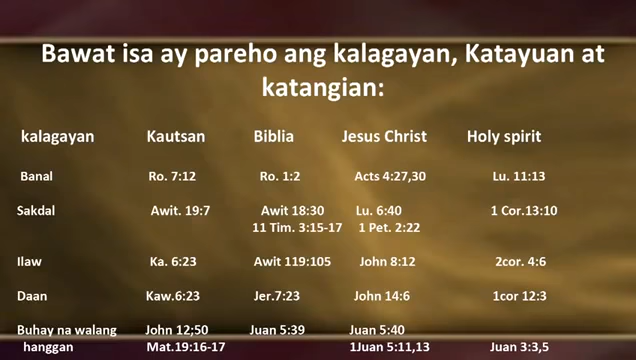 Bawat isa ay pareho ang kalagayan, Katayuan at
katangian:
kalagayan Kautsan Biblia Jesus Christ Holy spirit
Banal Ro. 7:12 Ro. 1:2 Acts 4:27,30 Lu. 11:13
Sakdal Awit. 19:7 Awit 18:30 Lu. 6:40 1 Cor.13:10
11 Tim. 3:15-17 1 Pet. 2:22
Ilaw Ka. 6:23 Awit 119:105 John 8:12 2cor. 4:6
Daan Kaw.6:23 Jer.7:23 John 14:6 1cor 12:3
Buhay na walang John 12;50 Juan 5:39 Juan 5:40
hanggan Mat.19:16-17 1Juan 5:11,13 Juan 3:3,5